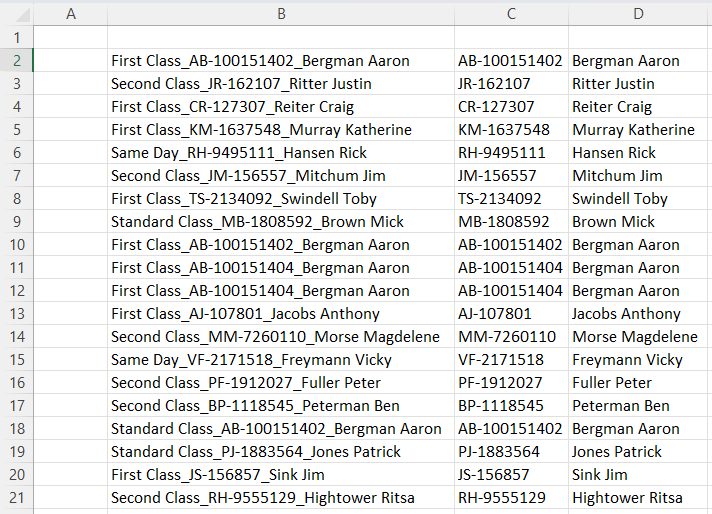 A B C D
1
2 First Class_AB-100151402_Bergman Aaron AB-100151402 Bergman Aaron
3 Second Class_JR-162107_Ritter Justin JR-162107 Ritter Justin
4 First Class_CR-127307_Reiter Craig CR-127307 Reiter Craig
5 First Class_KM-1637548_Murray Katherine KM-1637548 Murray Katherine
6 Same Day_RH-9495111_Hansen Rick RH-9495111 Hansen Rick
7 Second Class_JM-156557_Mitchum Jim JM-156557 Mitchum Jim
8 First Class_TS-2134092_Swindell Toby TS-2134092 Swindell Toby
9 Standard Class_MB-1808592_Brown Mick MB-1808592 Brown Mick
10 First Class_AB-100151402_Bergman Aaron AB-100151402 Bergman Aaron
11 First Class_AB-100151404_Bergman Aaron AB-100151404 Bergman Aaron
12 First Class_AB-100151404_Bergman Aaron AB-100151404 Bergman Aaron
13 First Class_AJ-107801_Jacobs Anthony AJ-107801 Jacobs Anthony
14 Second Class_MM-7260110_Morse Magdelene MM-7260110 Morse Magdelene
15 Same Day_VF-2171518_Freymann Vicky VF-2171518 Freymann Vicky
16 Second Class_PF-1912027_Fuller Peter PF-1912027 Fuller Peter
17 Second Class_BP-1118545_Peterman Ben BP-1118545 Peterman Ben
18 Standard Class_AB-100151402_Bergman Aaron AB-100151402 Bergman Aaron
19 Standard Class_PJ-1883564_Jones Patrick PJ-1883564 Jones Patrick
20 First Class_JS-156857_Sink Jim JS-156857 Sink Jim
21 Second Class_RH-9555129_Hightower Ritsa RH-9555129 Hightower Ritsa